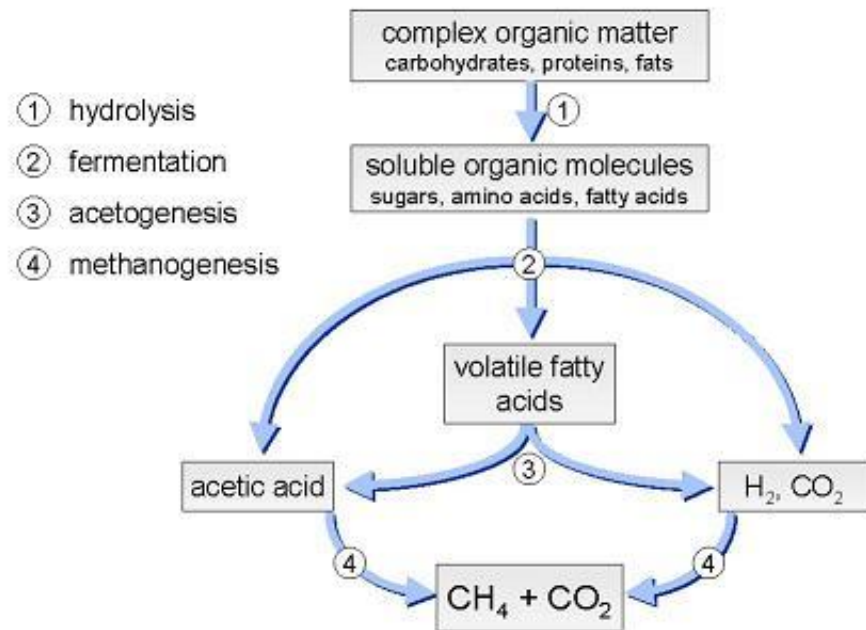 complex organic matter
carbohydrates, proteins, fats
① hydrolysis
① 
② fermentation
soluble organic molecules
sugars, amino acids, fatty acids
③ acetogenesis
④ methanogenesis
②
volatile fatty
acids
③
acetic acid
H₂, CO₂
④
④
CH₄ + CO₂